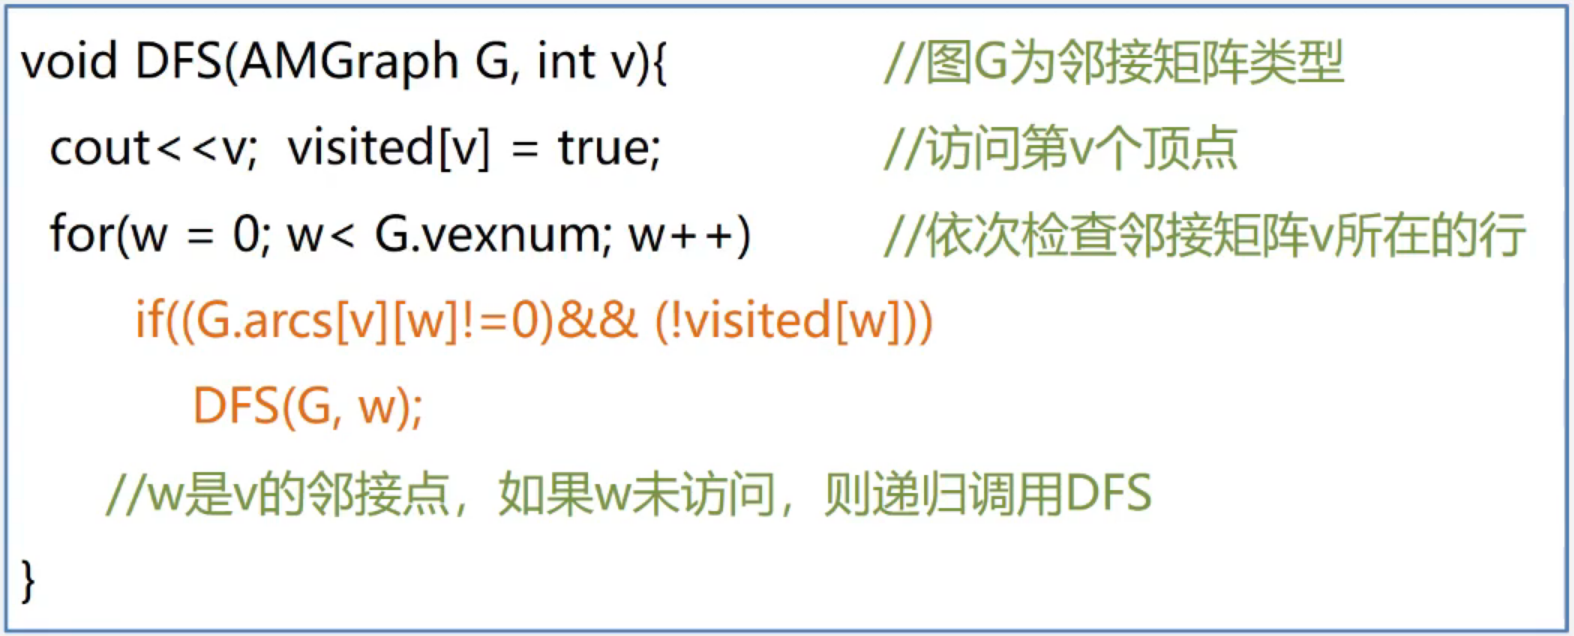 void DFS(AMGraph G, int v){ //图G为邻接矩阵类型
cout<<v; visited[v] = true; //访问第v个顶点
for(w = 0; w< G.vexnum; w++) //依次检查邻接矩阵v所在的行
if((G.arcs[v][w]!=0)&& (!visited[w]))
DFS(G, w);
//w是v的邻接点，如果w未访问，则递归调用DFS
}